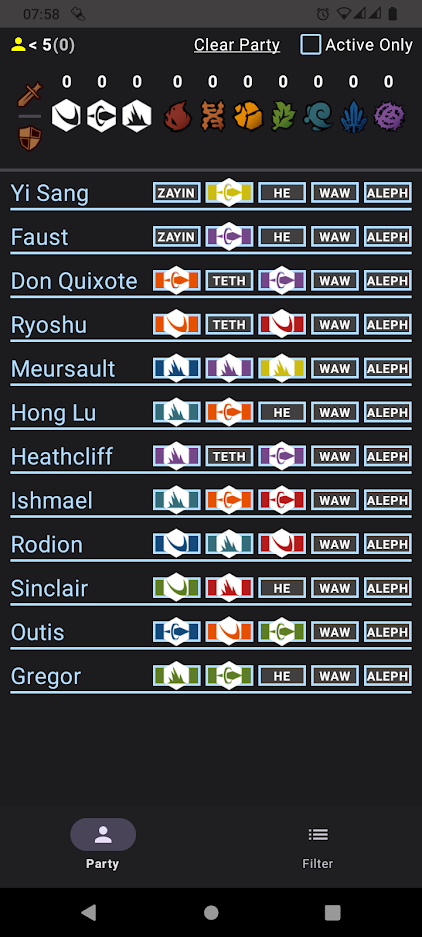 07:58
< 5(0) Clear Party Active Only
0 0 0 0 0 0 0 0 0
Yi Sang ZAYIN HE WAW ALEPH
Faust ZAYIN HE WAW ALEPH
Don Quixote TETH WAW ALEPH
Ryoshu TETH WAW ALEPH
Meursault WAW ALEPH
Hong Lu HE WAW ALEPH
Heathcliff TETH WAW ALEPH
Ishmael WAW ALEPH
Rodion WAW ALEPH
Sinclair HE WAW ALEPH
Outis WAW ALEPH
Gregor HE WAW ALEPH
Party Filter